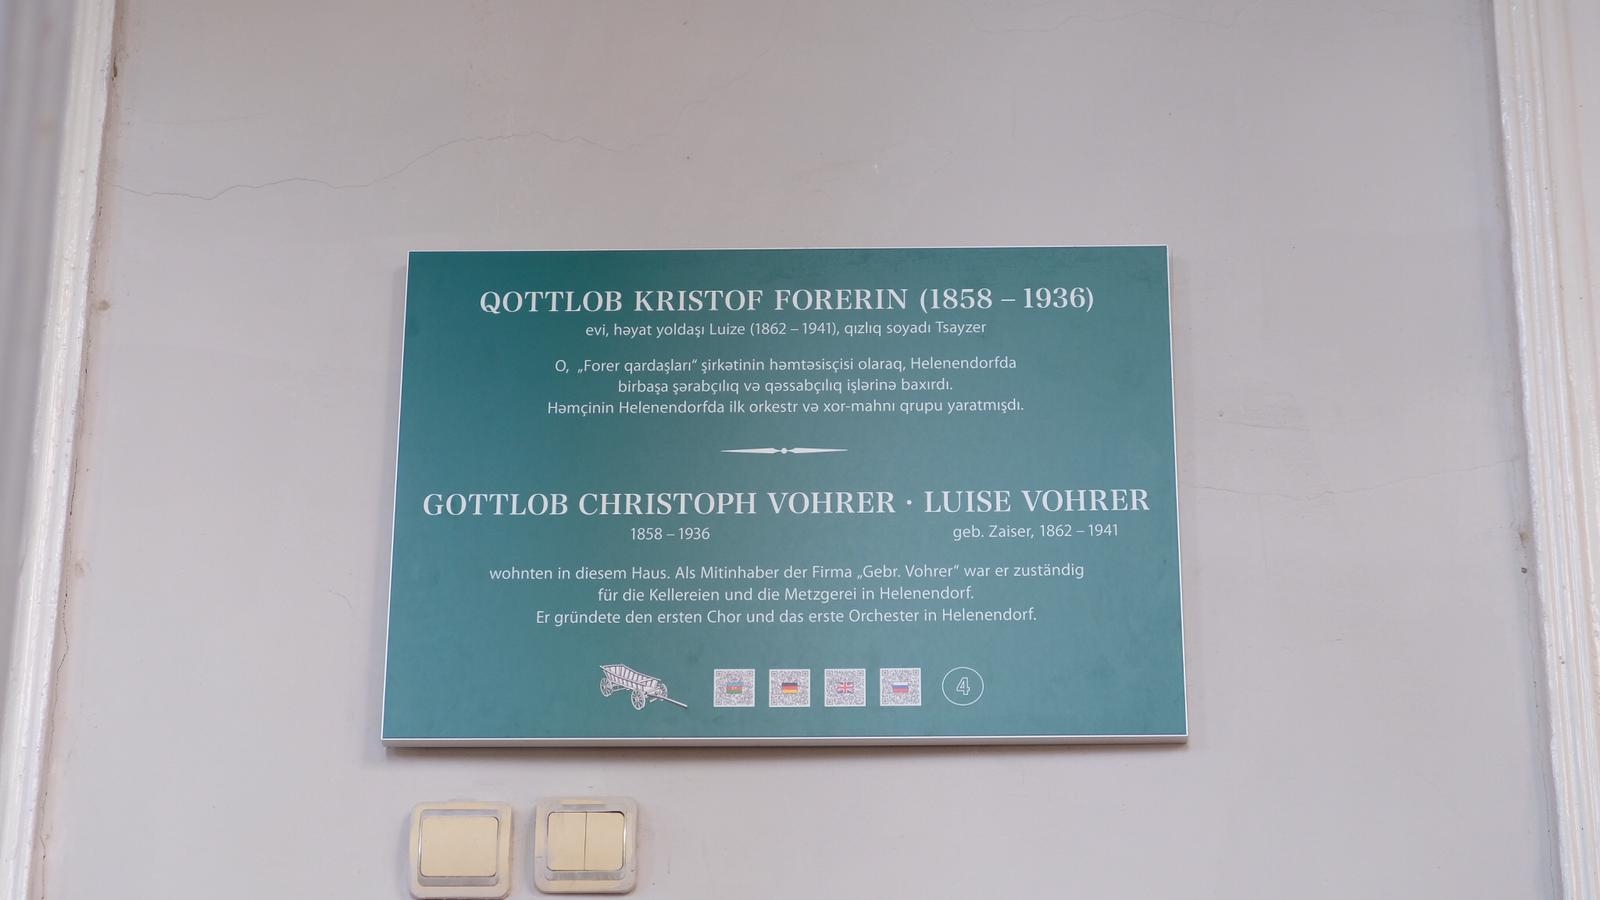 QOTTLOB KRISTOF FORERIN (1858 – 1936)
evi, həyat yoldaşı Luize (1862 – 1941), qızlıq soyadı Tsayzer
O, „Forer qardaşları“ şirkətinin həmtəsisçisi olaraq, Helenendorfda
birbaşa şərabçılıq və qəssabçılıq işlərinə baxırdı.
Həmçinin Helenendorfda ilk orkestr və xor-mahnı qrupu yaratmışdı.
GOTTLOB CHRISTOPH VOHRER · LUISE VOHRER
1858 – 1936 geb. Zaiser, 1862 – 1941
wohnten in diesem Haus. Als Mitinhaber der Firma „Gebr. Vohrer“ war er zuständig
für die Kellereien und die Metzgerei in Helenendorf.
Er gründete den ersten Chor und das erste Orchester in Helenendorf.
4